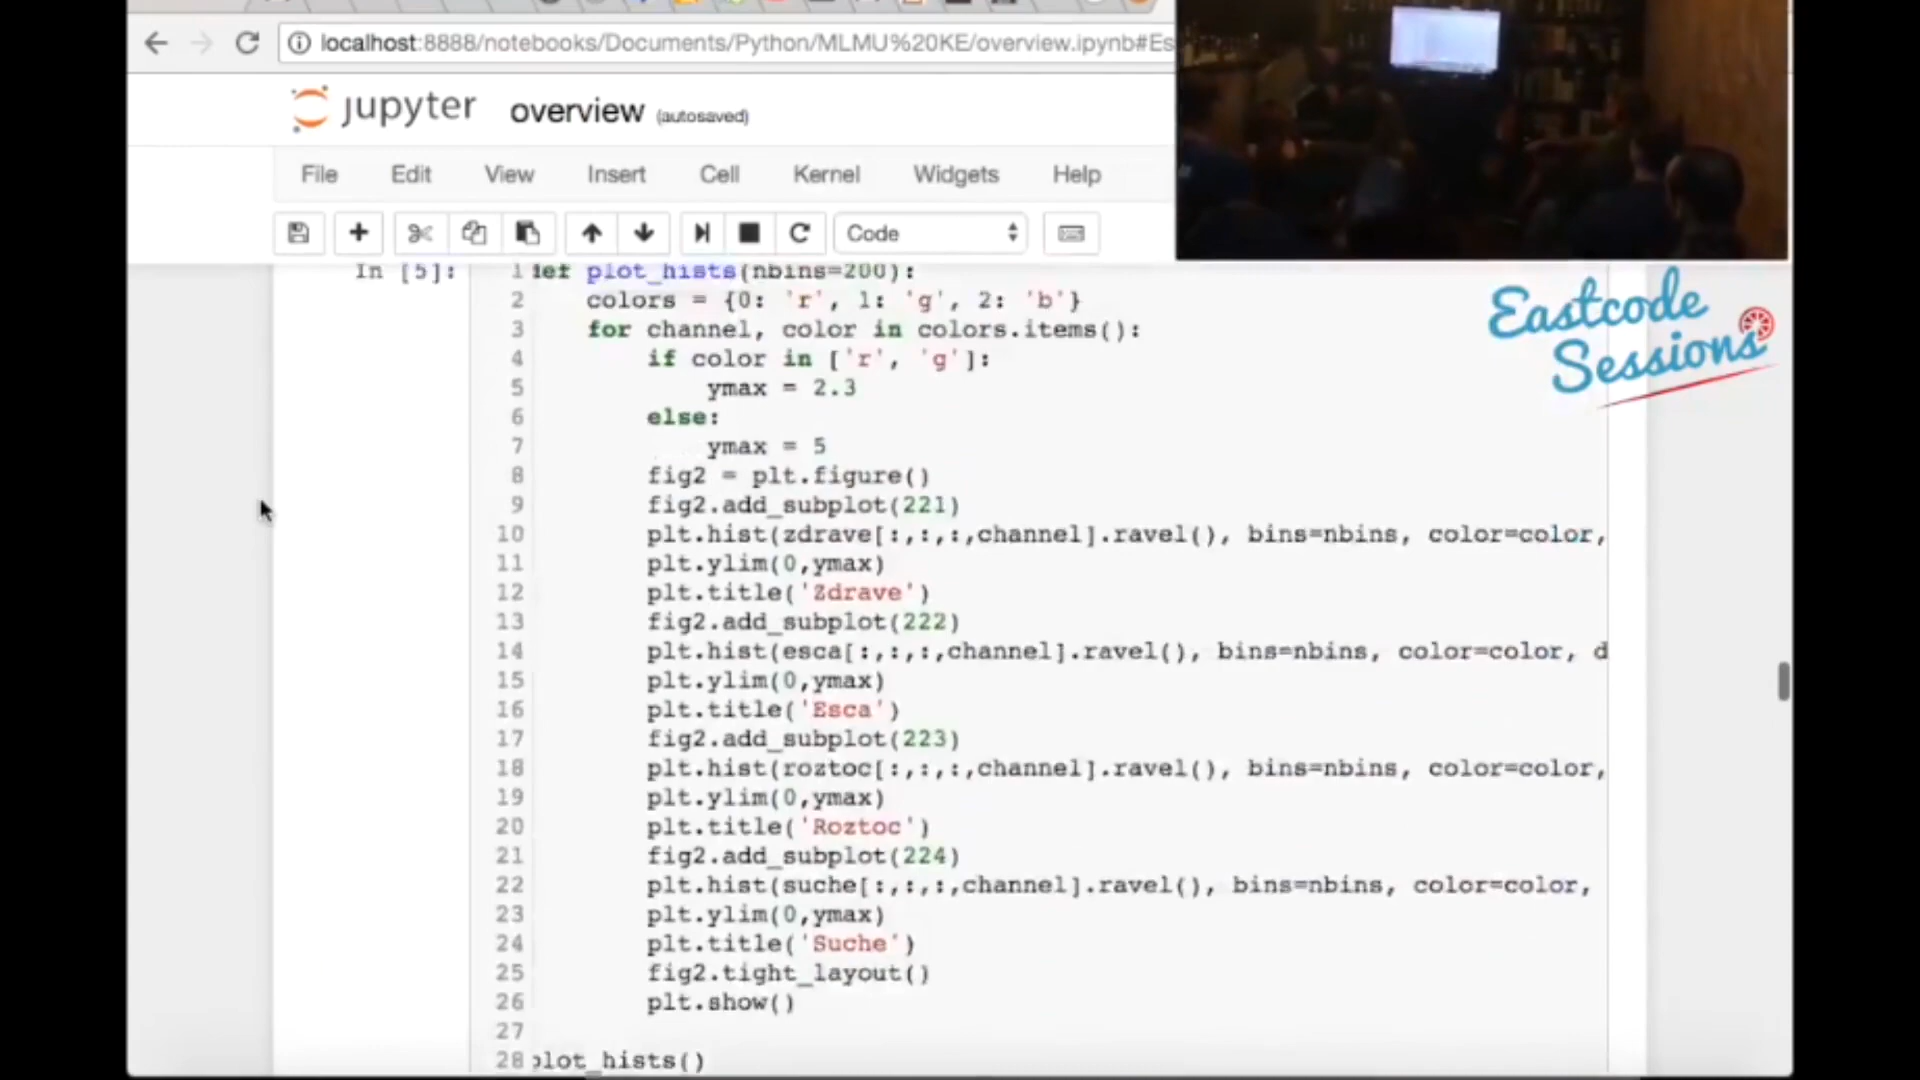 localhost:8888/notebooks/Documents/Python/MLMU%20KE/overview.ipynb#Es
jupyter overview (autosaved)
File Edit View Insert Cell Kernel Widgets Help
Code
In [5]:
1 def plot_hists(nbins=200):
2 colors = {0: 'r', 1: 'g', 2: 'b'}
3 for channel, color in colors.items():
4 if color in ['r', 'g']:
5 ymax = 2.3
6 else:
7 ymax = 5
8 fig2 = plt.figure()
9 fig2.add_subplot(221)
10 plt.hist(zdrave[:,:,:,channel].ravel(), bins=nbins, color=color,
11 plt.ylim(0,ymax)
12 plt.title('Zdrave')
13 fig2.add_subplot(222)
14 plt.hist(esca[:,:,:,channel].ravel(), bins=nbins, color=color, d
15 plt.ylim(0,ymax)
16 plt.title('Esca')
17 fig2.add_subplot(223)
18 plt.hist(roztoc[:,:,:,channel].ravel(), bins=nbins, color=color,
19 plt.ylim(0,ymax)
20 plt.title('Roztoc')
21 fig2.add_subplot(224)
22 plt.hist(suche[:,:,:,channel].ravel(), bins=nbins, color=color,
23 plt.ylim(0,ymax)
24 plt.title('Suche')
25 fig2.tight_layout()
26 plt.show()
27
28 plot_hists()
Eastcode
Sessions